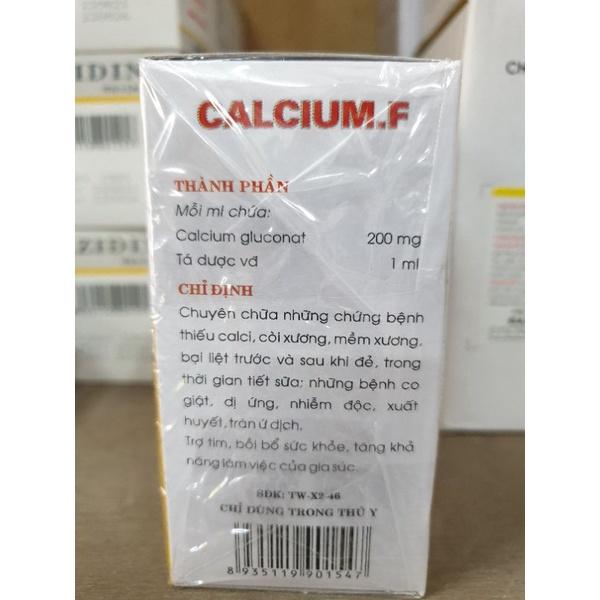 CALCIUM.F
THÀNH PHẦN
Mỗi ml chứa:
Calcium gluconat 200 mg
Tá dược vđ 1 ml
CHỈ ĐỊNH
Chuyên chữa những chứng bệnh
thiếu calci, còi xương, mềm xương,
bại liệt trước và sau khi đẻ, trong
thời gian tiết sữa; những bệnh co
giật, dị ứng, nhiễm độc, xuất
huyết, tràn ứ dịch.
Trợ tim, bồi bổ sức khỏe, tăng khả
năng làm việc của gia súc.
SĐK: TW-X2-46
CHỈ DÙNG TRONG THÚ Y
8 935119 901547